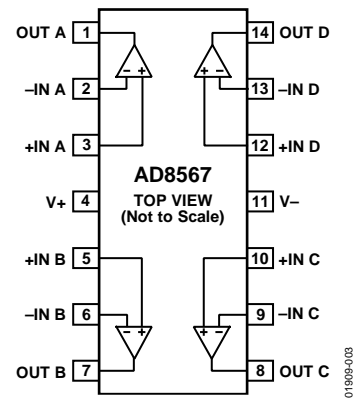 OUT A 1 14 OUT D
– + + –
–IN A 2 13 –IN D
+IN A 3 12 +IN D
AD8567
V+ 4 TOP VIEW 11 V–
(Not to Scale)
+IN B 5 10 +IN C
–IN B 6 9 –IN C
– + + –
OUT B 7 8 OUT C
01909-003